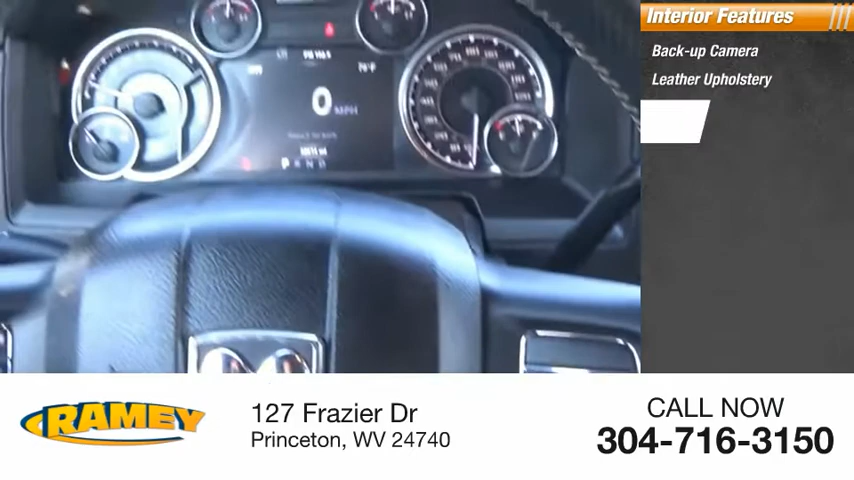 Interior Features
Back-up Camera
Leather Upholstery
0 MPH
RAMEY
127 Frazier Dr
Princeton, WV 24740
CALL NOW
304-716-3150